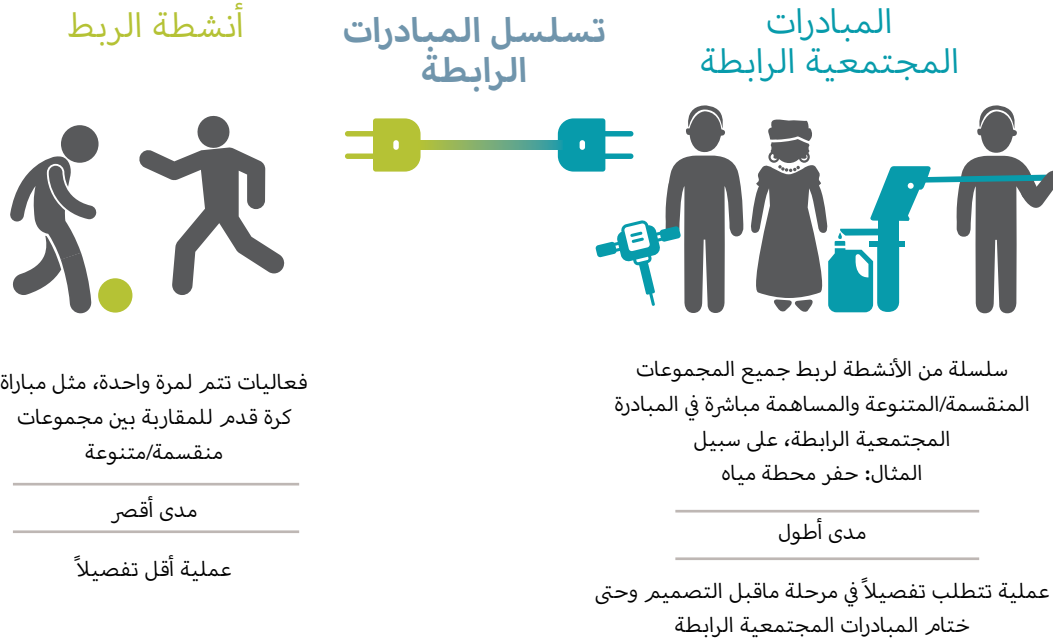 المبادرات
المجتمعية الرابطة
تسلسل المبادرات
الرابطة
أنشطة الربط
سلسلة من الأنشطة لربط جميع المجموعات
المنقسمة/المتنوعة والمساهمة مباشرة في المبادرة
المجتمعية الرابطة، على سبيل
المثال: حفر محطة مياه
مدى أطول
عملية تتطلب تفصيلاً في مرحلة ماقبل التصميم وحتى
ختام المبادرات المجتمعية الرابطة
فعاليات تتم لمرة واحدة، مثل مباراة
كرة قدم للمقاربة بين مجموعات
منقسمة/متنوعة
مدى أقصر
عملية أقل تفصيلاً